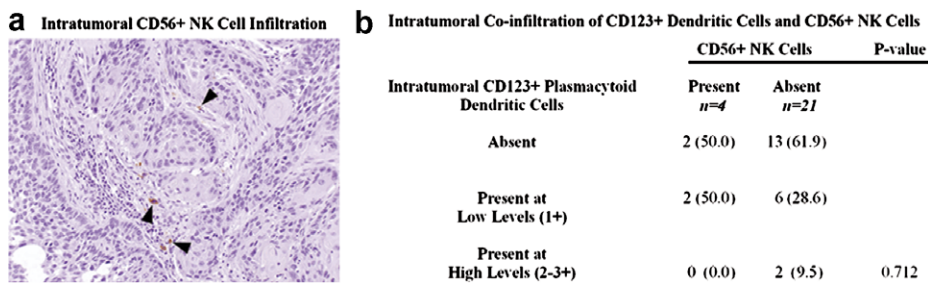 a Intratumoral CD56+ NK Cell Infiltration
b Intratumoral Co-infiltration of CD123+ Dendritic Cells and CD56+ NK Cells
CD56+ NK Cells P-value
Intratumoral CD123+ Plasmacytoid Present Absent
Dendritic Cells n=4 n=21
Absent 2 (50.0) 13 (61.9)
Present at 2 (50.0) 6 (28.6)
Low Levels (1+)
Present at
High Levels (2-3+) 0 (0.0) 2 (9.5) 0.712